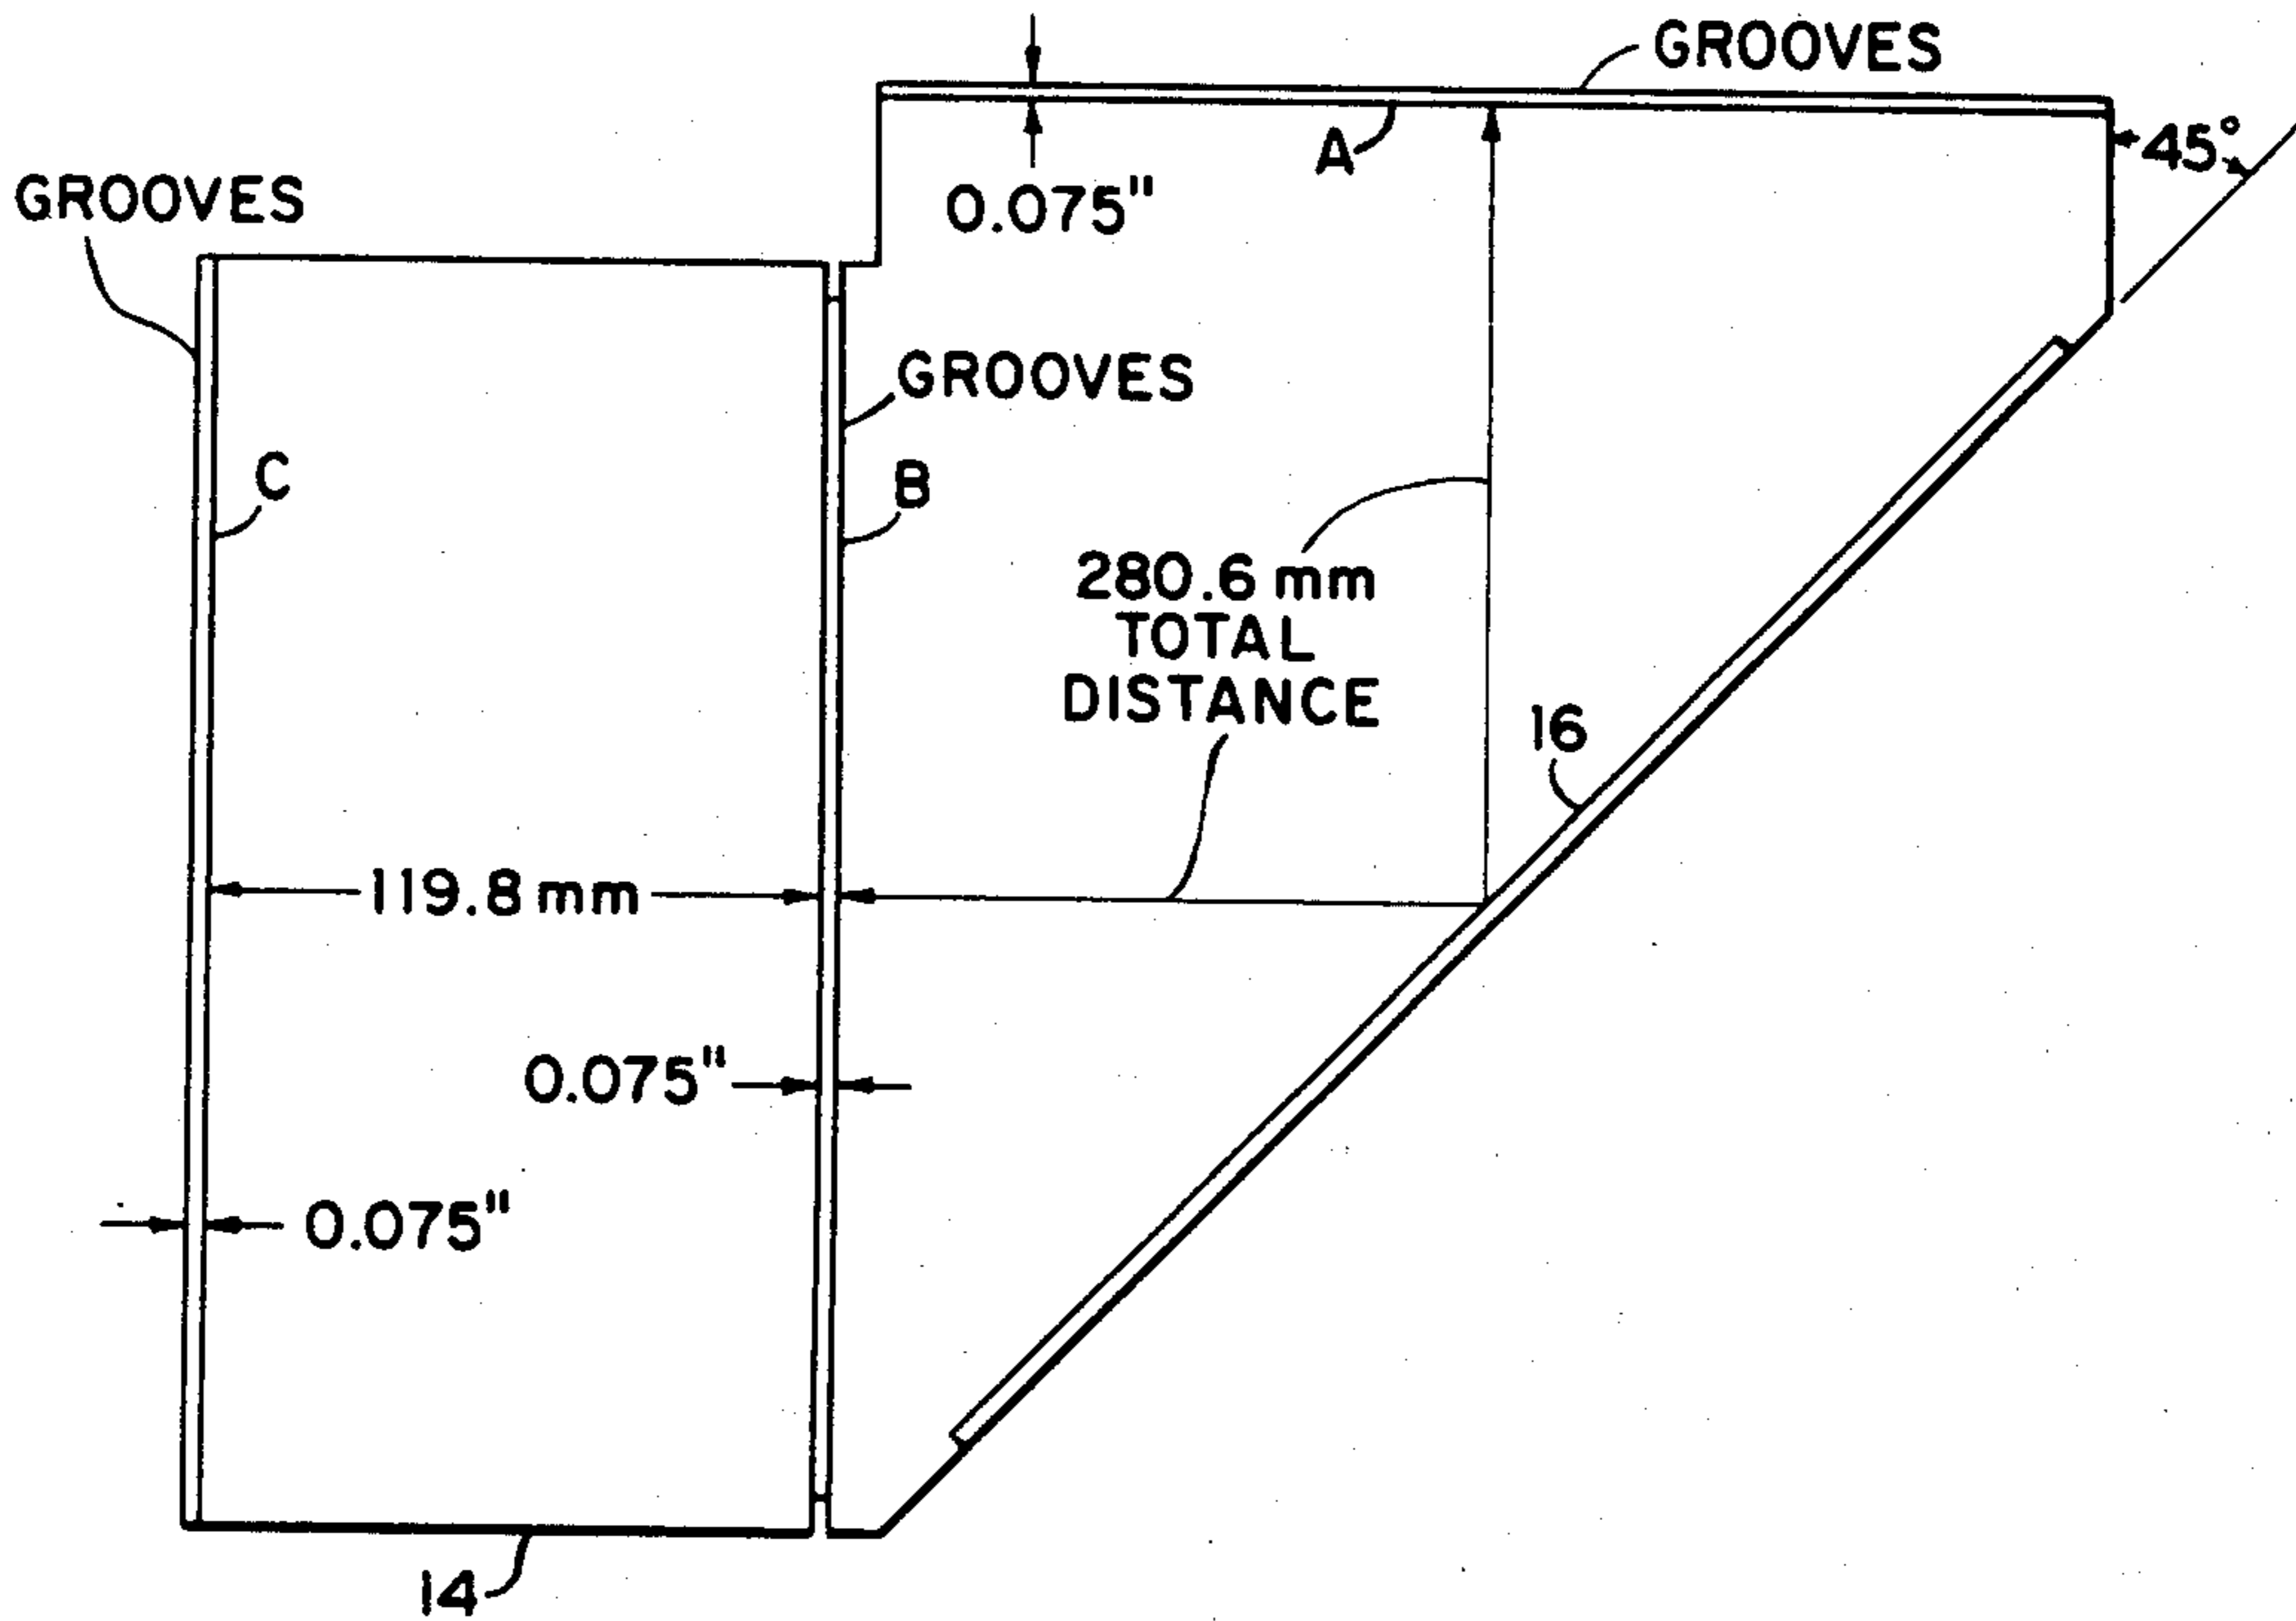 GROOVES
A
45°
0.075"
GROOVES
GROOVES
C
B
280.6 mm
TOTAL
DISTANCE
16
119.8 mm
0.075"
0.075"
14